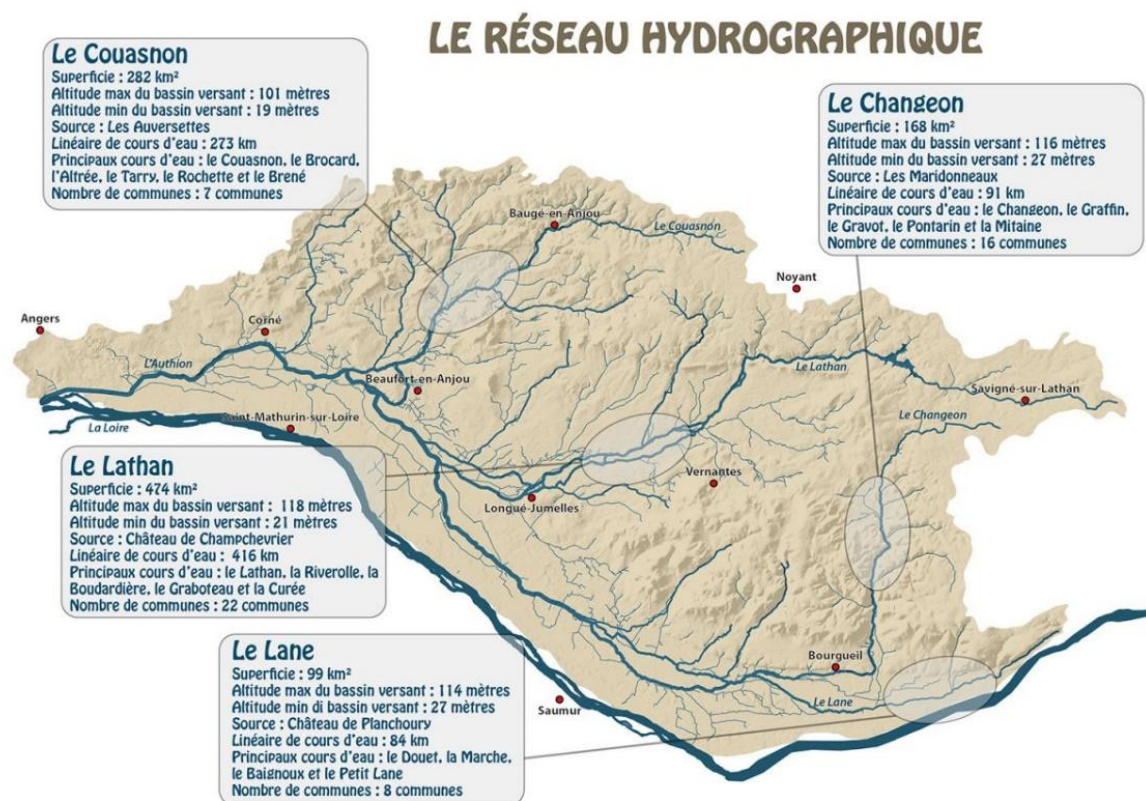 LE RÉSEAU HYDROGRAPHIQUE
Le Couasnon
Superficie : 282 km²
Altitude max du bassin versant : 101 mètres
Altitude min du bassin versant : 19 mètres
Source : Les Auversettes
Linéaire de cours d'eau : 273 km
Principaux cours d'eau : le Couasnon, le Brocard,
l'Altrée, le Tarry, le Rochette et le Brené
Nombre de communes : 7 communes
Le Changeon
Superficie : 168 km²
Altitude max du bassin versant : 116 mètres
Altitude min du bassin versant : 27 mètres
Source : Les Maridonneaux
Linéaire de cours d'eau : 91 km
Principaux cours d'eau : le Changeon, le Graffin,
le Gravot, le Pontarin et la Mitaine
Nombre de communes : 16 communes
Baugé-en-Anjou
Le Couasnon
Noyant
Angers
Corné
L'Authion
Le Lathan
Beaufort-en-Anjou
Savigné-sur-Lathan
Le Changeon
La Loire
Saint-Mathurin-sur-Loire
Vernantes
Longué-Jumelles
Le Lathan
Superficie : 474 km²
Altitude max du bassin versant : 118 mètres
Altitude min du bassin versant : 21 mètres
Source : Château de Champchevrier
Linéaire de cours d'eau : 416 km
Principaux cours d'eau : le Lathan, la Riverolle, la
Boudardière, le Graboteau et la Curée
Nombre de communes : 22 communes
Bourgueil
Le Lane
Saumur
Le Lane
Superficie : 99 km²
Altitude max du bassin versant : 114 mètres
Altitude min di bassin versant : 27 mètres
Source : Château de Planchoury
Linéaire de cours d'eau : 84 km
Principaux cours d'eau : le Douet, la Marche,
le Baignoux et le Petit Lane
Nombre de communes : 8 communes